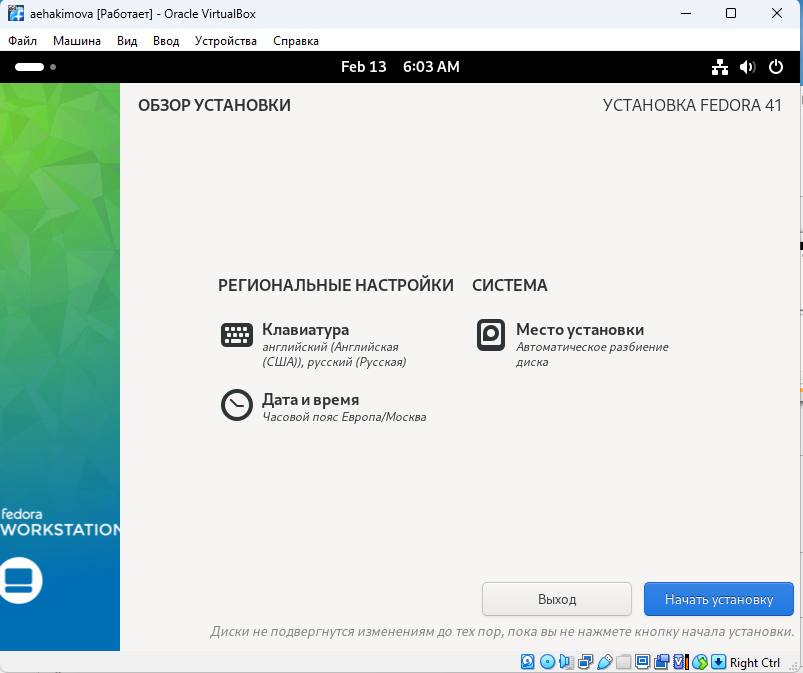 aehakimova [Работает] - Oracle VirtualBox
Файл Машина Вид Ввод Устройства Справка
Feb 13 6:03 AM
ОБЗОР УСТАНОВКИ
УСТАНОВКА FEDORA 41
РЕГИОНАЛЬНЫЕ НАСТРОЙКИ
СИСТЕМА
Клавиатура
английский (Английская
(США)), русский (Русская)
Место установки
Автоматическое разбиение
диска
Дата и время
Часовой пояс Европа/Москва
fedora
WORKSTATION
Выход
Начать установку
Диски не подвергнутся изменениям до тех пор, пока вы не нажмете кнопку начала установки.
Right Ctrl